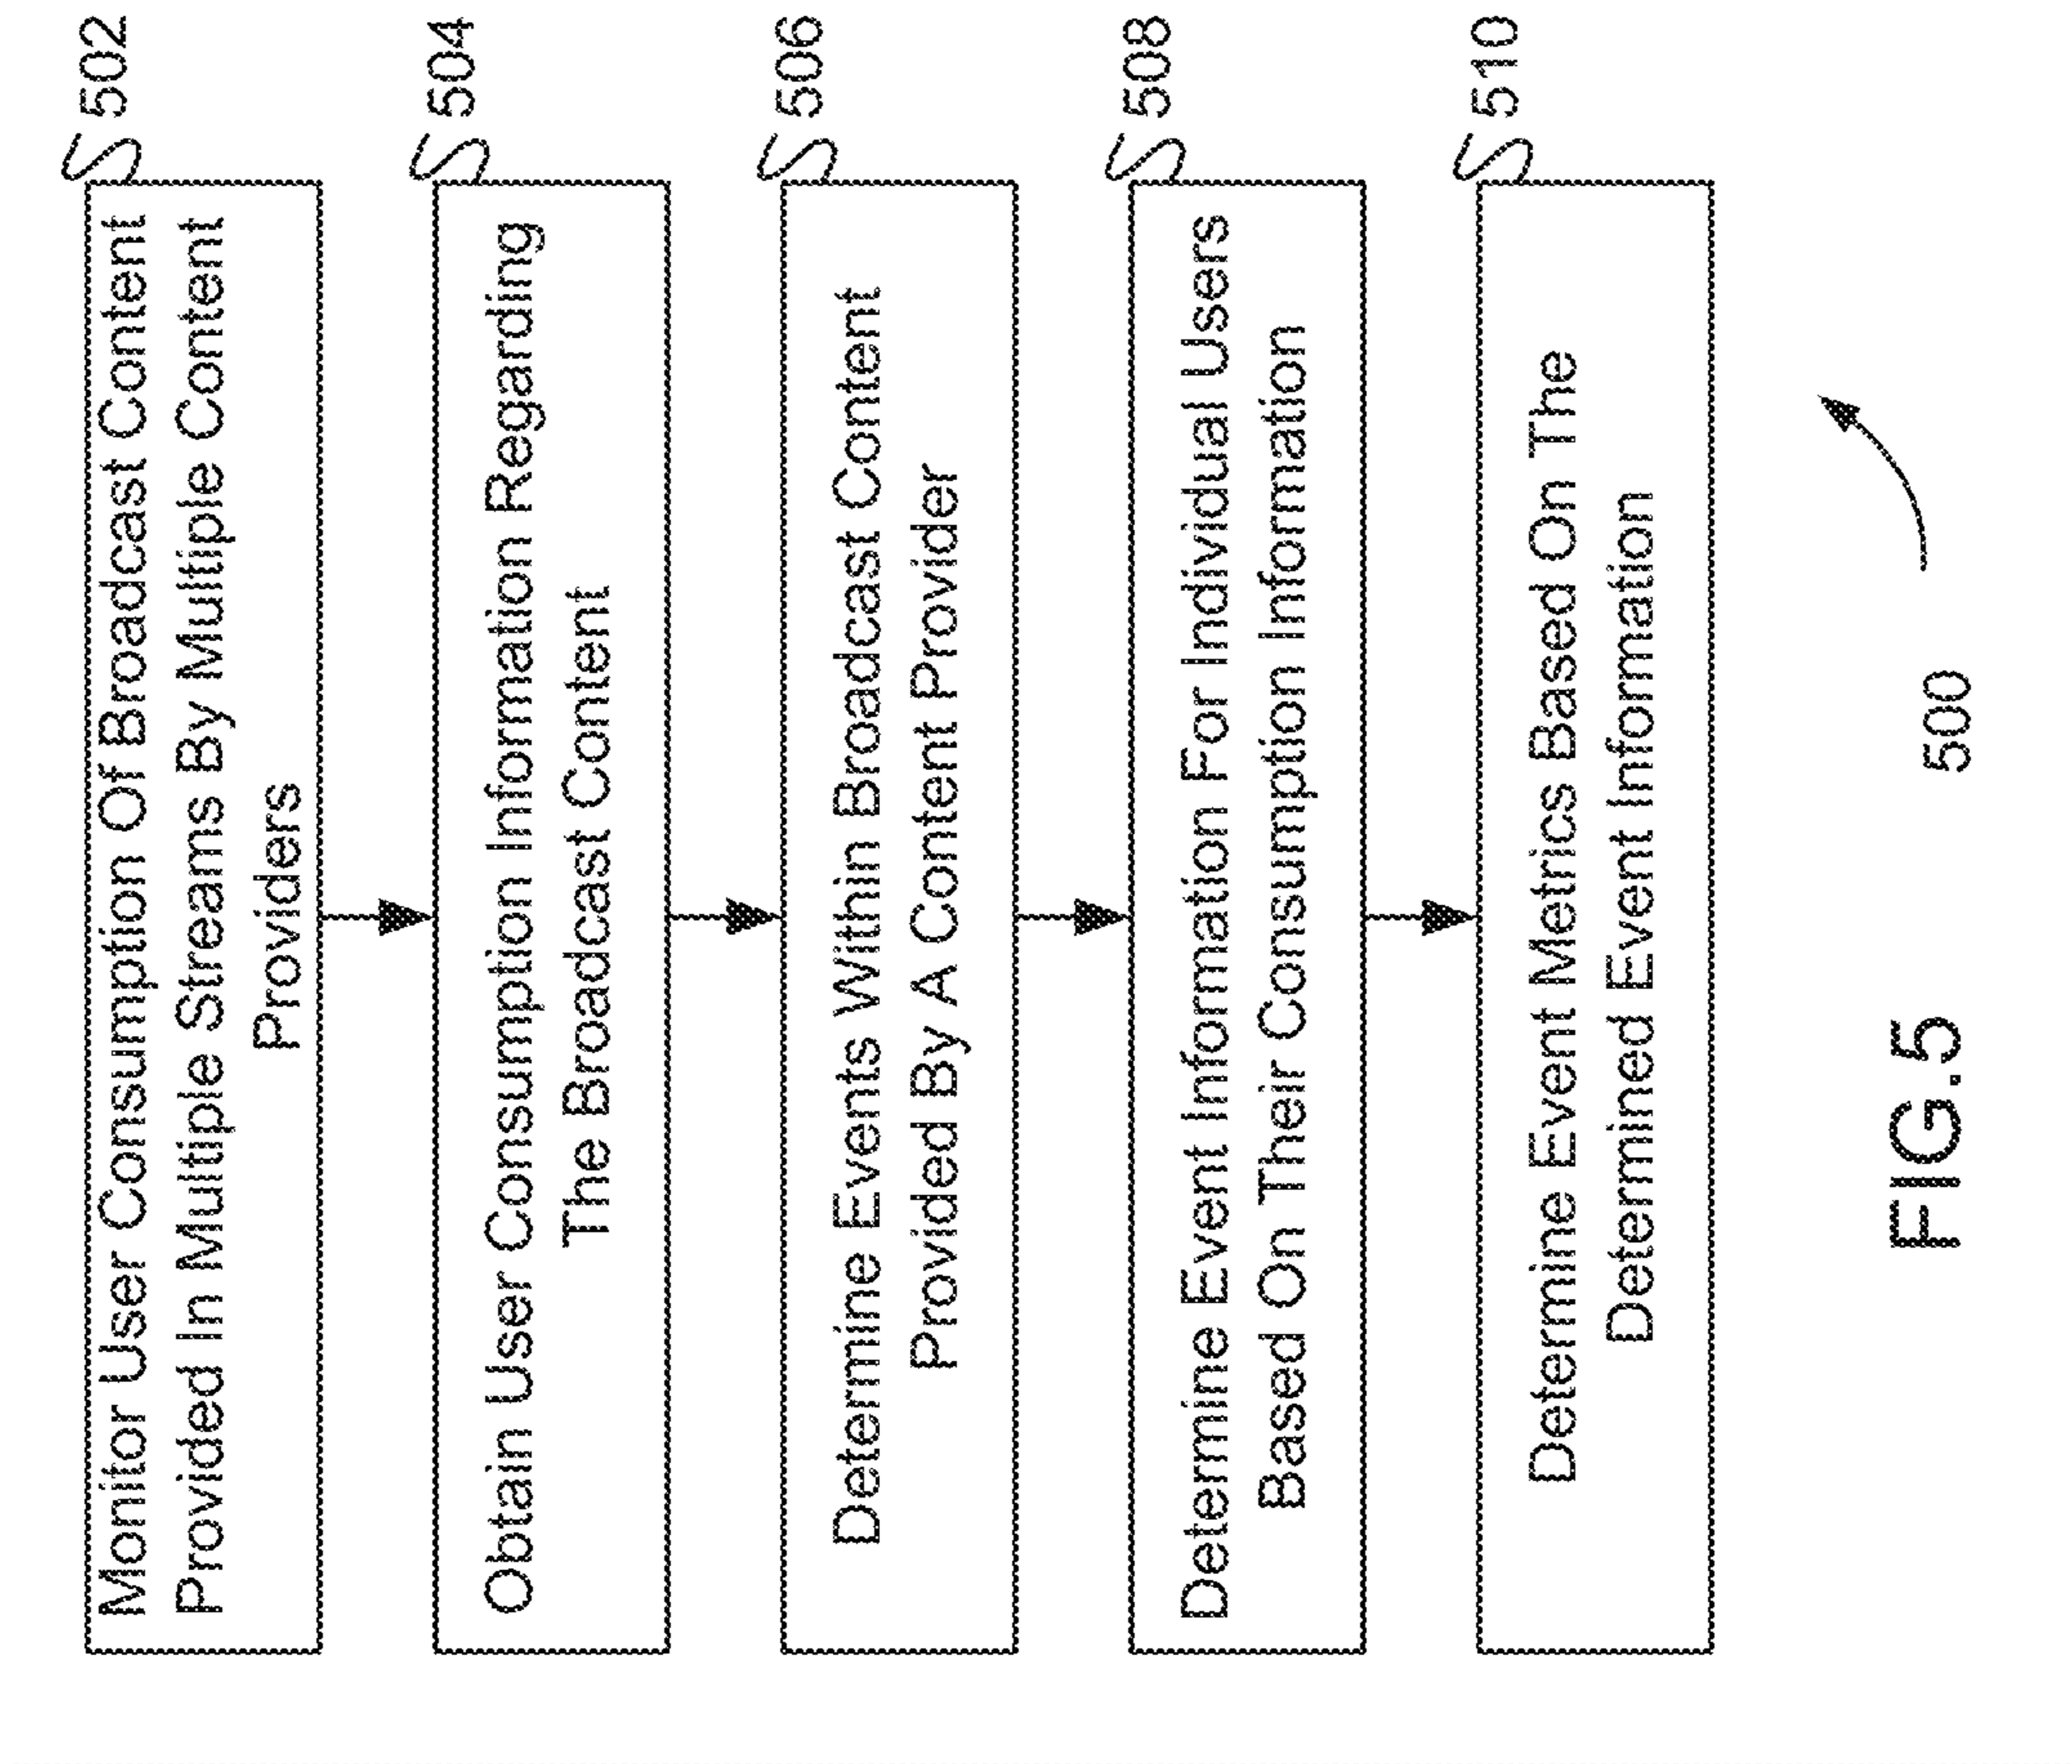 502
Monitor User Consumption Of Broadcast Content
Provided In Multiple Streams By Multiple Content
Providers
504
Obtain User Consumption Information Regarding
The Broadcast Content
506
Determine Events Within Broadcast Content
Provided By A Content Provider
508
Determine Event Information For Individual Users
Based On Their Consumption Information
510
Determine Event Metrics Based On The
Determined Event Information
500
FIG.5